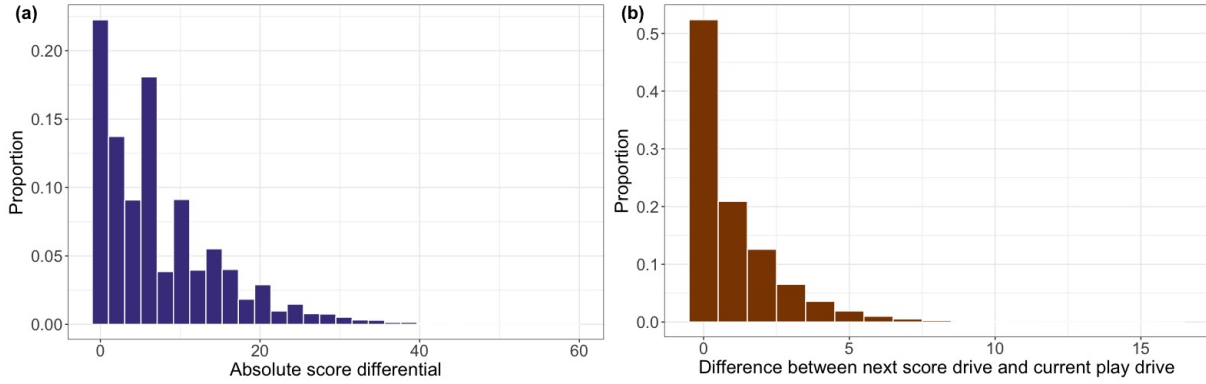 (a)
Proportion
0.20
0.15
0.10
0.05
0.00
0 20 40 60
Absolute score differential
(b)
Proportion
0.5
0.4
0.3
0.2
0.1
0.0
0 5 10 15
Difference between next score drive and current play drive